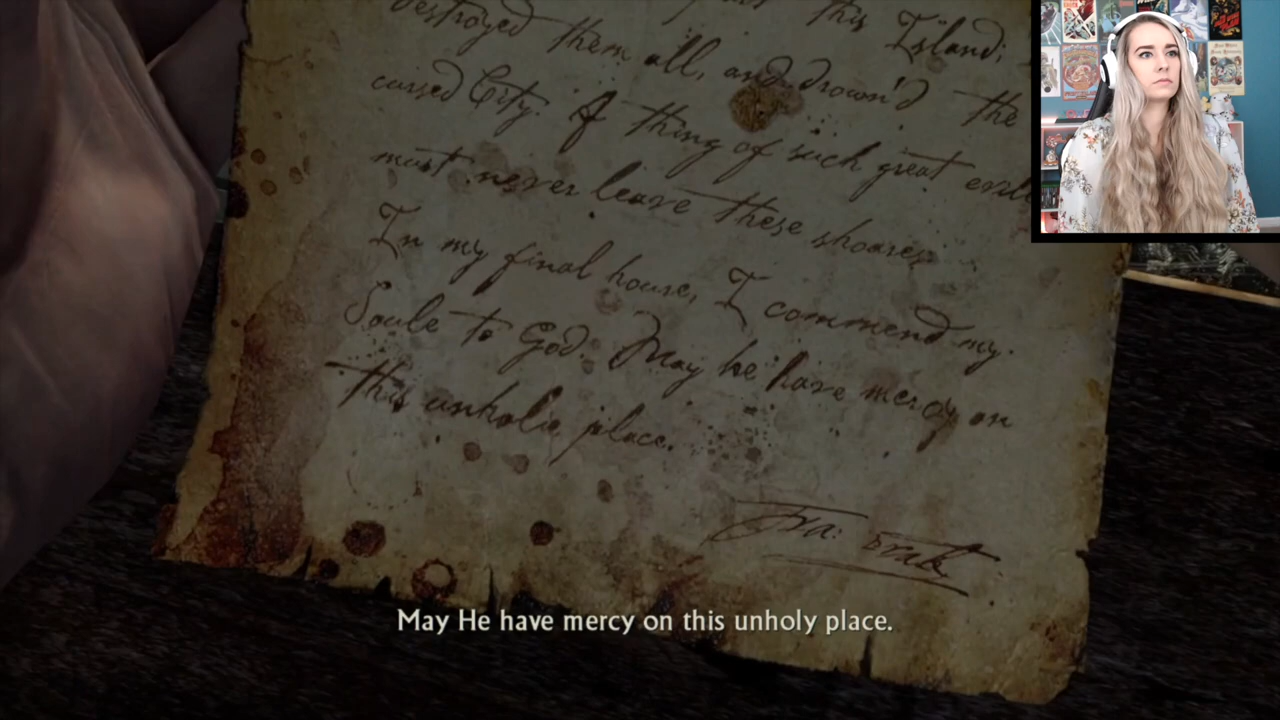 destroyed them all, and drown'd the
this Island;
cursed City. A thing of such great evil
must never leave these shoares.
In my final houre, I commend my
Soule to God. May he have mercy on
this unholie place.
Fra: Drak
May He have mercy on this unholy place.